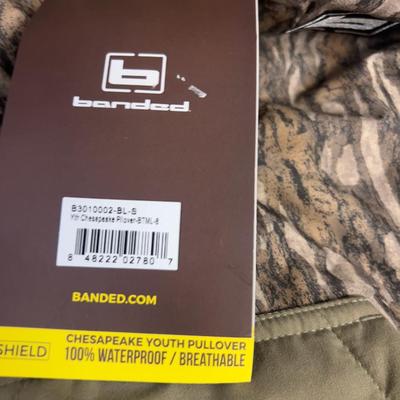 banded
B3010002-BL-S
Yth Chesapeake Pllover-BTML-S
8 48222 02780 7
BANDED.COM
SHIELD
CHESAPEAKE YOUTH PULLOVER
100% WATERPROOF / BREATHABLE